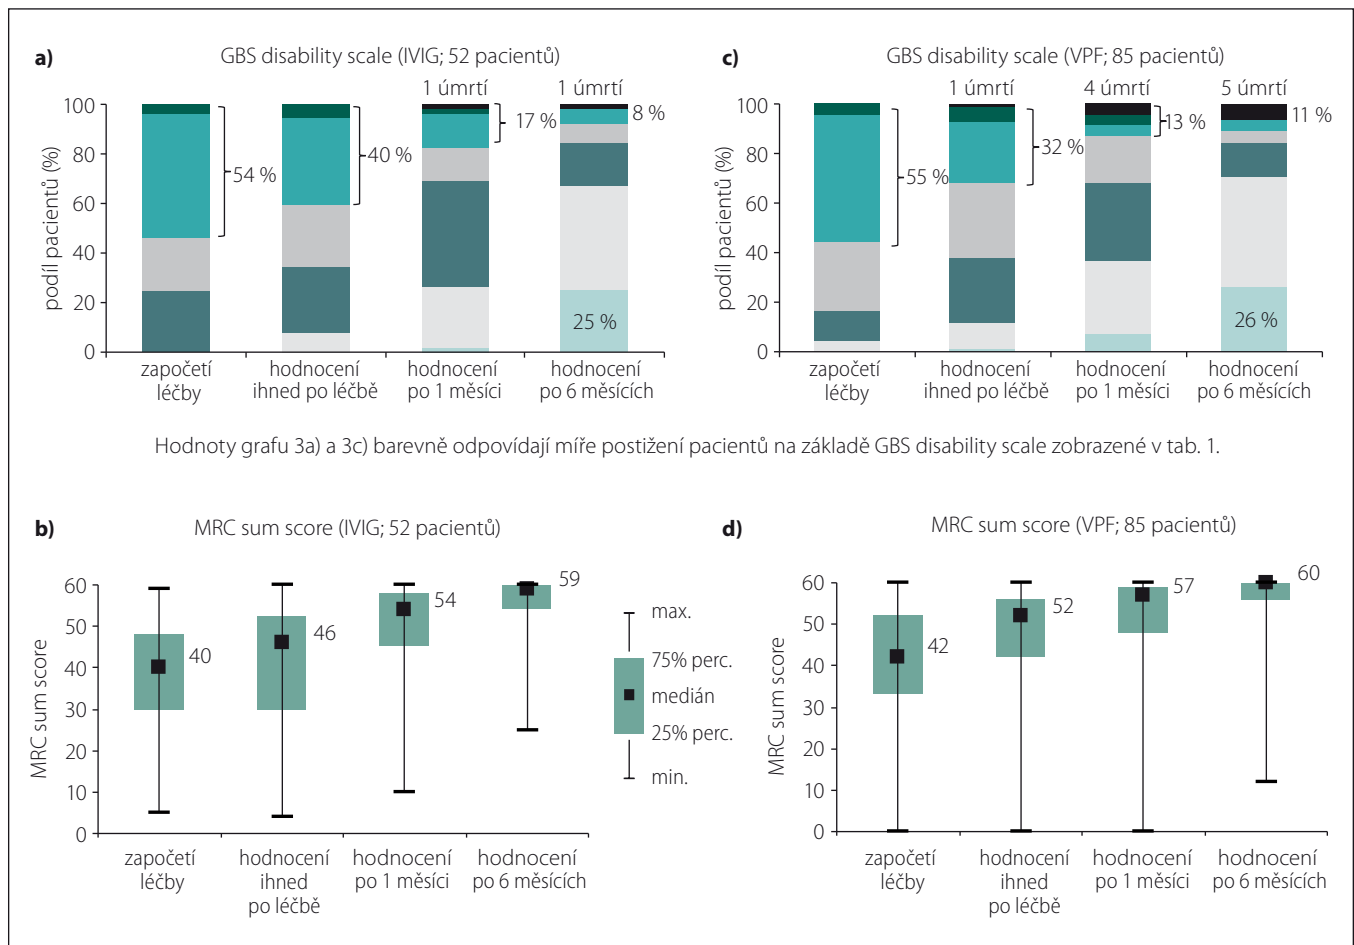 a)
GBS disability scale (IVIG; 52 pacientů)
1 úmrtí
1 úmrtí
podíl pacientů (%)
100
80
60
40
20
0
54 %
40 %
17 %
8 %
25 %
započetí
léčby
hodnocení
ihned po léčbě
hodnocení
po 1 měsíci
hodnocení
po 6 měsících
c)
GBS disability scale (VPF; 85 pacientů)
1 úmrtí
4 úmrtí
5 úmrtí
podíl pacientů (%)
100
80
60
40
20
0
55 %
32 %
13 %
11 %
26 %
započetí
léčby
hodnocení
ihned po léčbě
hodnocení
po 1 měsíci
hodnocení
po 6 měsících
Hodnoty grafu 3a) a 3c) barevně odpovídají míře postižení pacientů na základě GBS disability scale zobrazené v tab. 1.
b)
MRC sum score (IVIG; 52 pacientů)
MRC sum score
60
50
40
30
20
10
0
40
46
54
59
započetí
léčby
hodnocení
ihned
po léčbě
hodnocení
po 1 měsíci
hodnocení
po 6 měsících
max.
75% perc.
medián
25% perc.
min.
d)
MRC sum score (VPF; 85 pacientů)
MRC sum score
60
50
40
30
20
10
0
42
52
57
60
započetí
léčby
hodnocení
ihned
po léčbě
hodnocení
po 1 měsíci
hodnocení
po 6 měsících